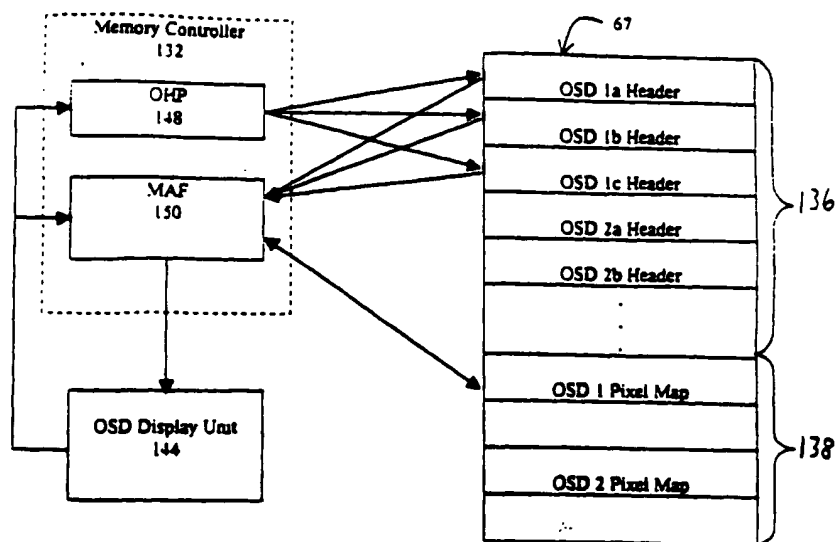 Memory Controller
132
OHP
148
MAF
150
OSD Display Unit
144
67
OSD 1a Header
OSD 1b Header
OSD 1c Header
OSD 2a Header
OSD 2b Header
OSD 1 Pixel Map
OSD 2 Pixel Map
136
138